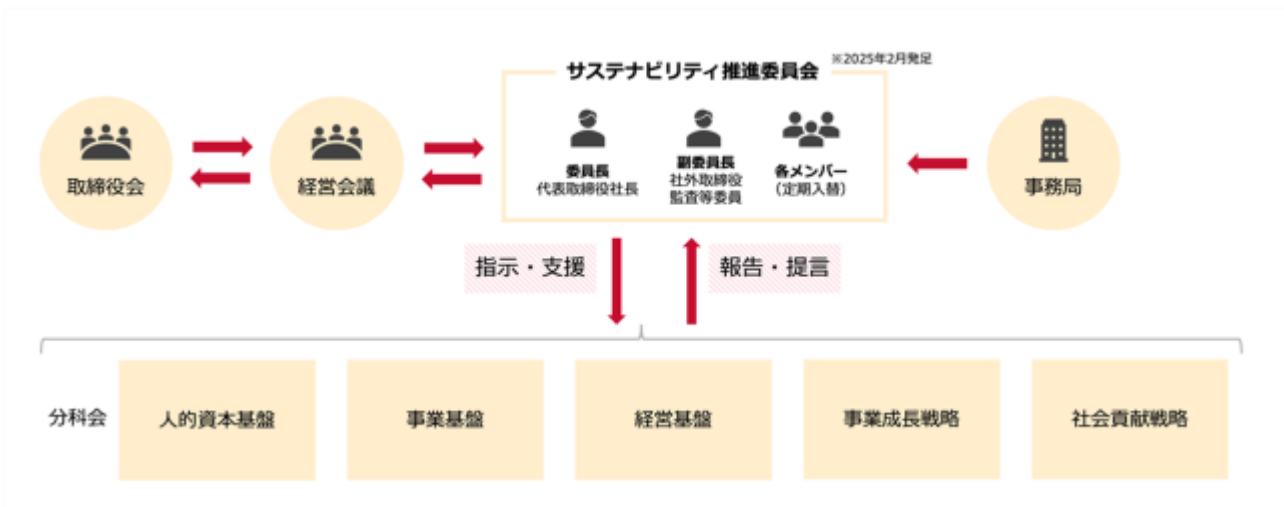 ※2025年2月発足
サステナビリティ推進委員会
取締役会
経営会議
委員長
代表取締役社長
副委員長
社外取締役
監査等委員
各メンバー
（定期入替）
事務局
指示・支援
報告・提言
分科会
人的資本基盤
事業基盤
経営基盤
事業成長戦略
社会貢献戦略